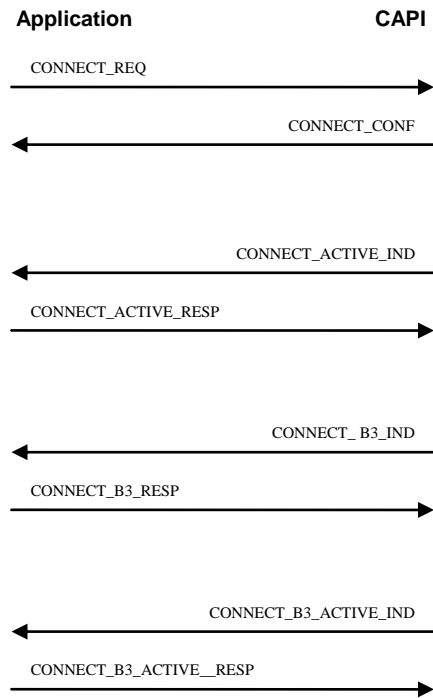 Application CAPI
CONNECT_REQ
CONNECT_CONF
CONNECT_ACTIVE_IND
CONNECT_ACTIVE_RESP
CONNECT_ B3_IND
CONNECT_B3_RESP
CONNECT_B3_ACTIVE_IND
CONNECT_B3_ACTIVE__RESP